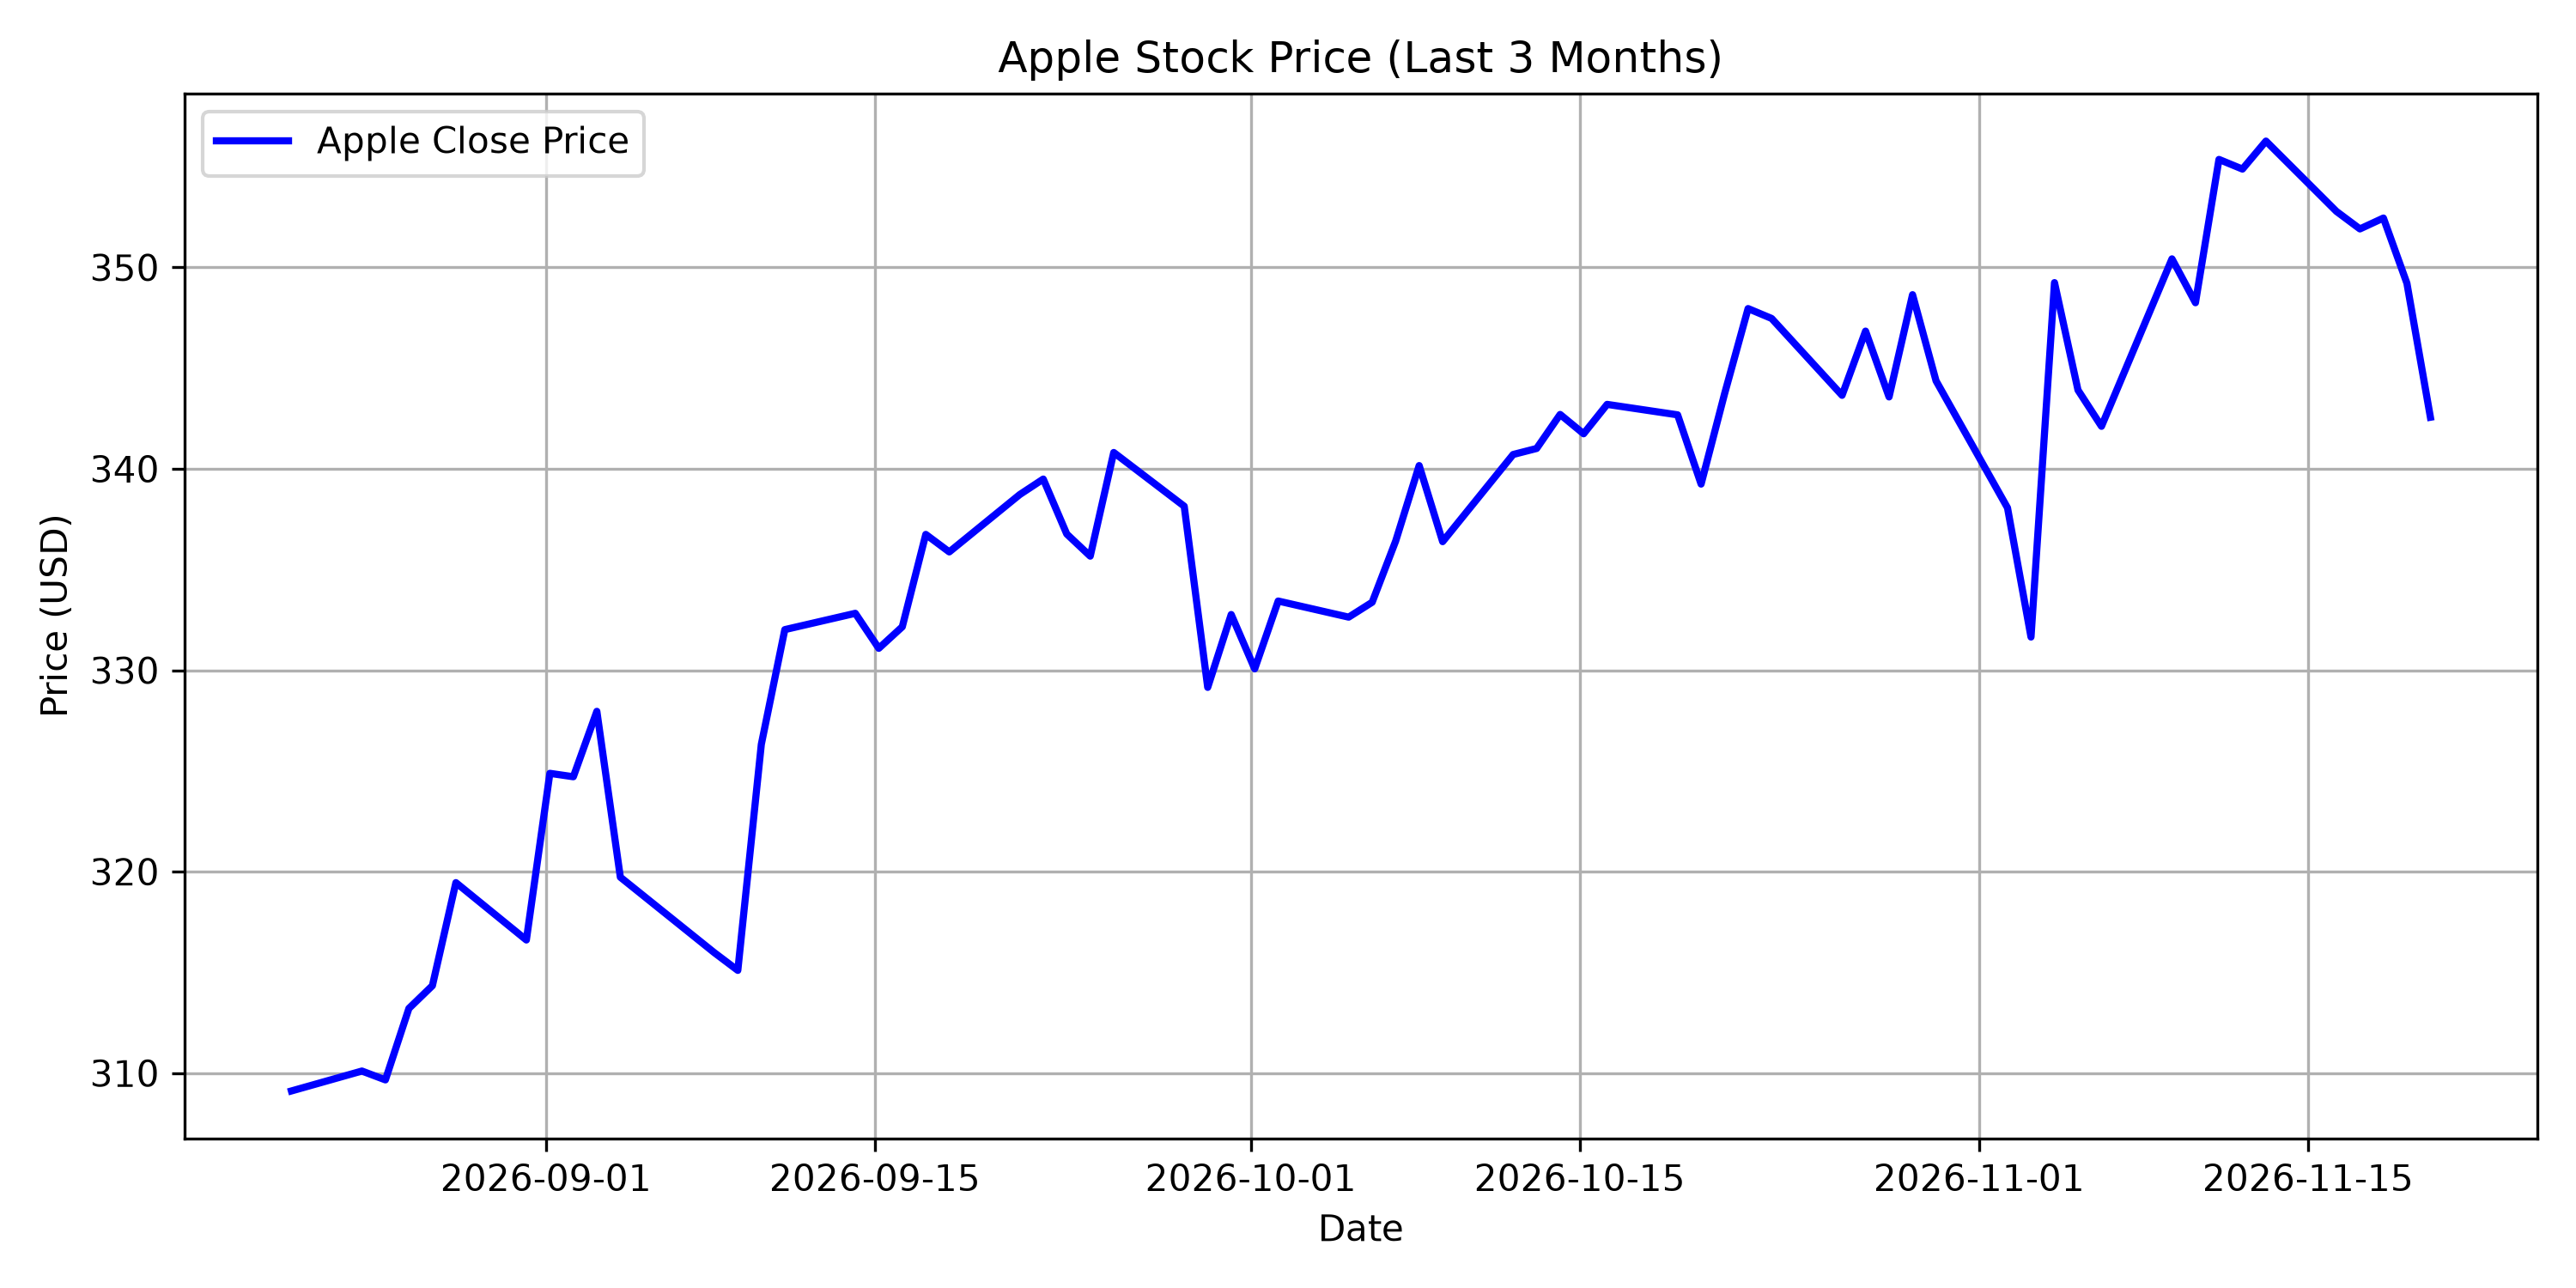 Apple Stock Price (Last 3 Months)
Apple Close Price
350
340
330
320
310
Price (USD)
2026-09-01 2026-09-15 2026-10-01 2026-10-15 2026-11-01 2026-11-15
Date